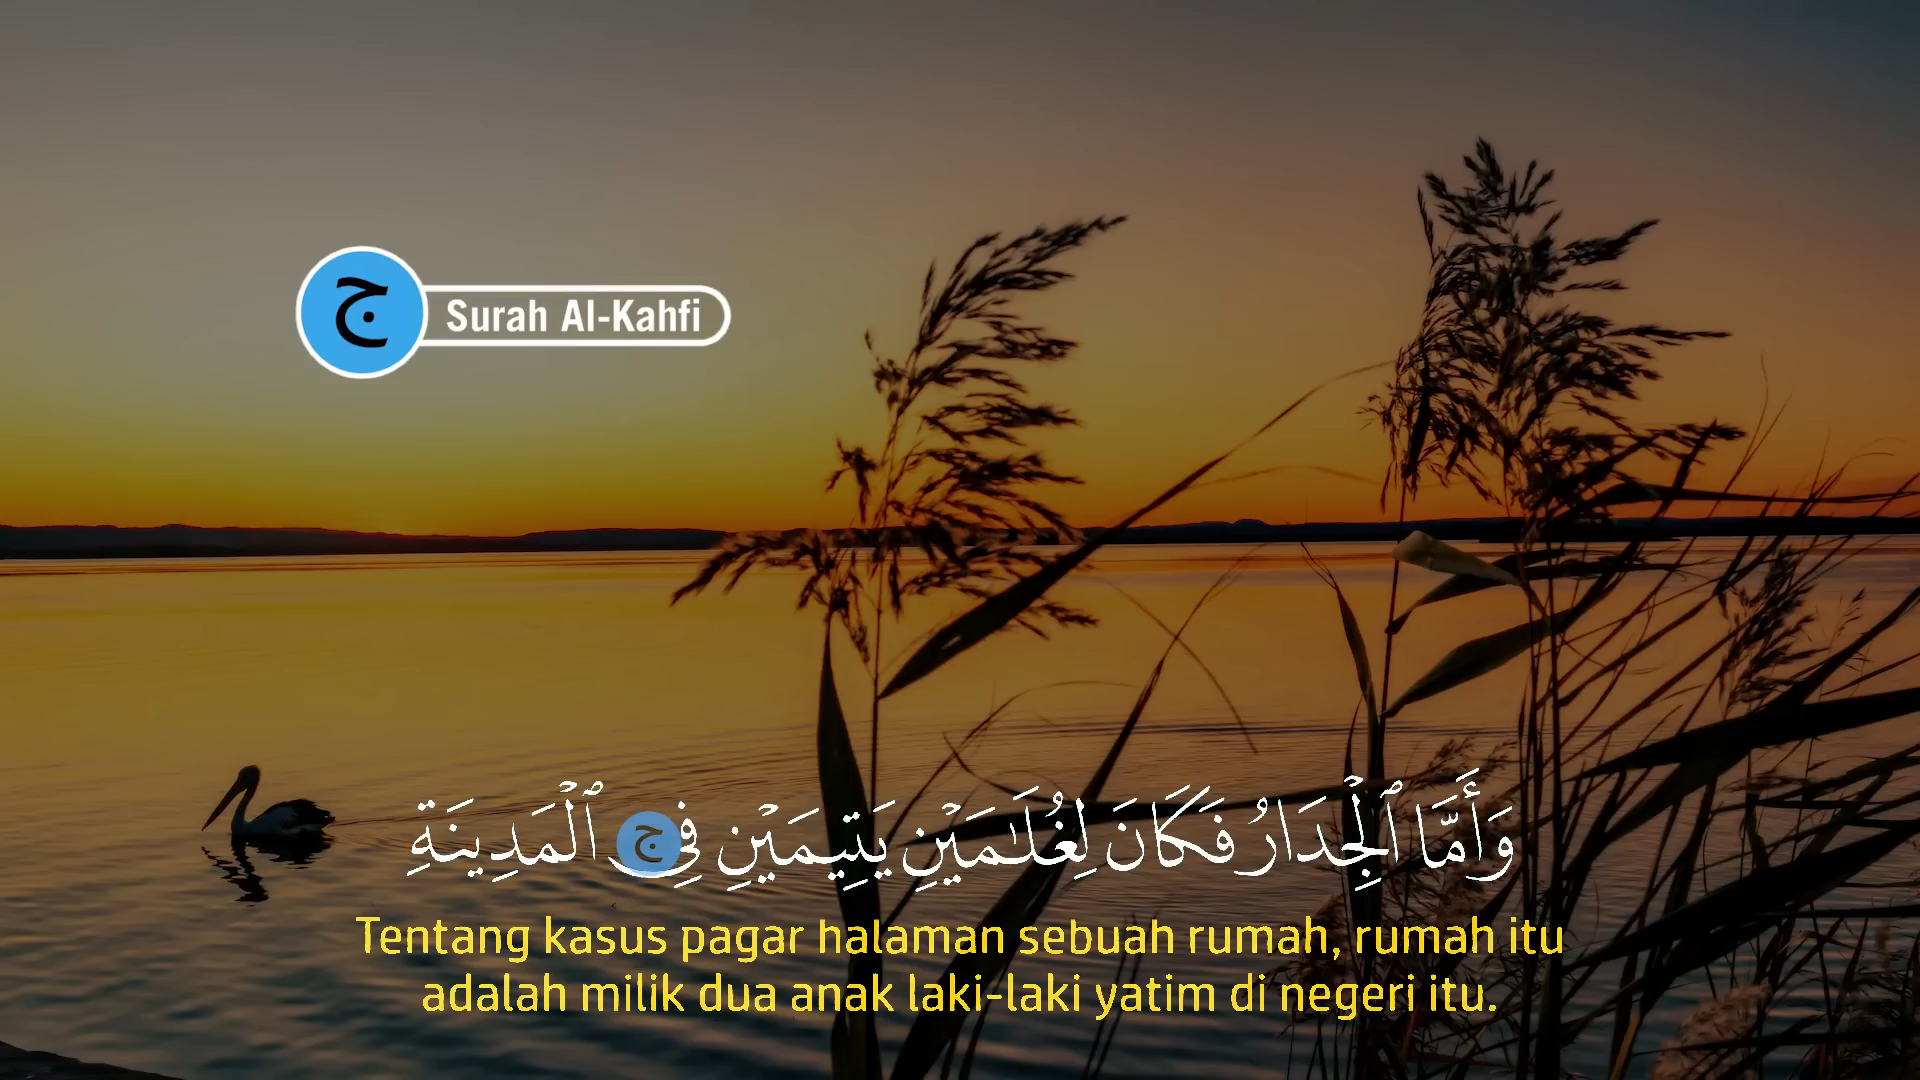 ج
Surah Al-Kahfi
وَأَمَّا ٱلْجِدَارُ فَكَانَ لِغُلَـٰمَيْنِ يَتِيمَيْنِ فِى ٱلْمَدِينَةِ
ج
Tentang kasus pagar halaman sebuah rumah, rumah itu
adalah milik dua anak laki-laki yatim di negeri itu.